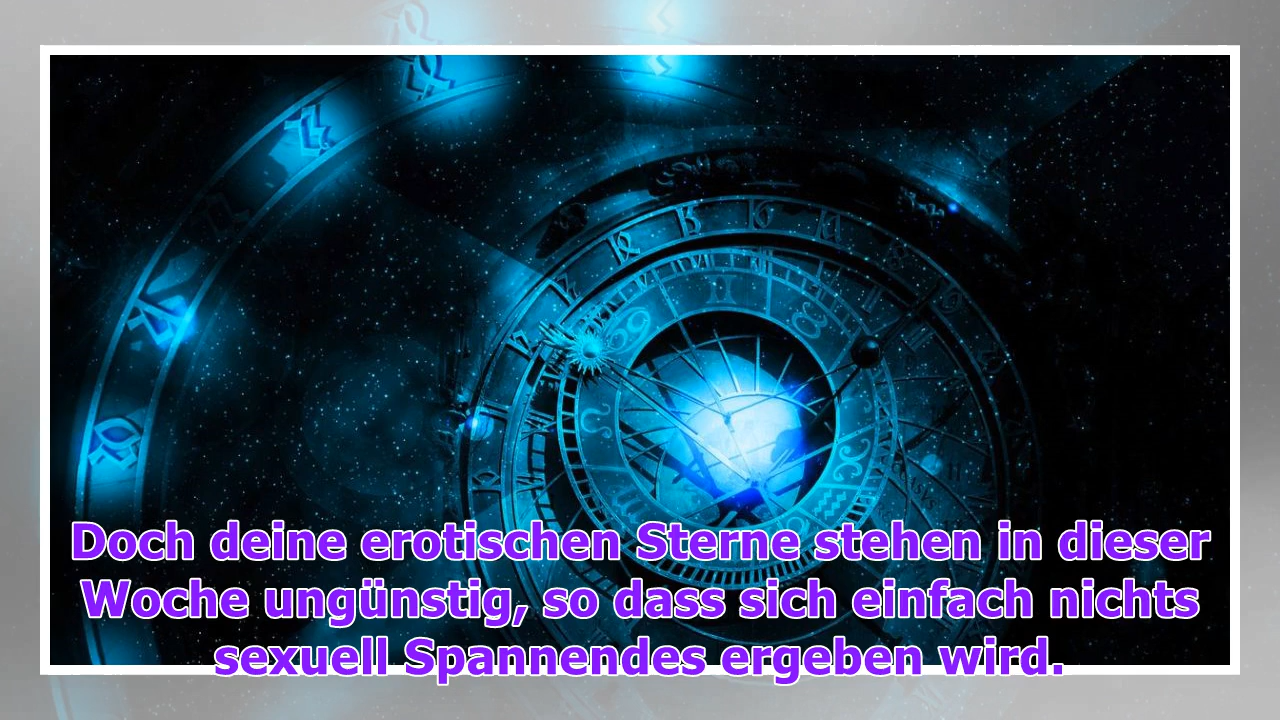 Doch deine erotischen Sterne stehen in dieser
Woche ungünstig, so dass sich einfach nichts
sexuell Spannendes ergeben wird.